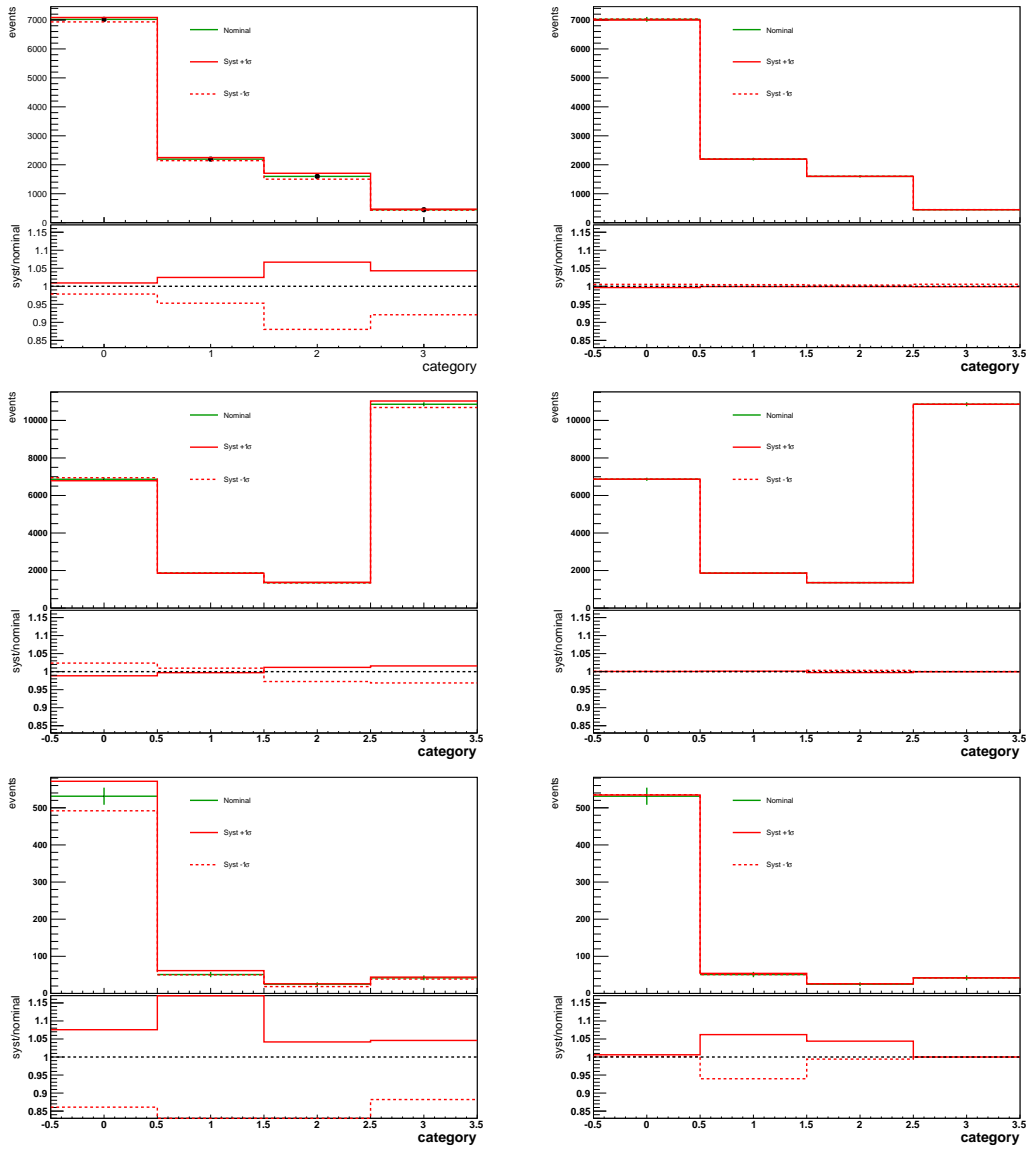 events
7000
6000
5000
4000
3000
2000
1000
0
Nominal
Syst +1σ
Syst -1σ
syst/nominal
1.15
1.1
1.05
1
0.95
0.9
0.85
0 1 2 3
category
events
7000
6000
5000
4000
3000
2000
1000
0
Nominal
Syst +1σ
Syst -1σ
syst/nominal
1.15
1.1
1.05
1
0.95
0.9
0.85
-0.5 0 0.5 1 1.5 2 2.5 3 3.5
category
events
10000
8000
6000
4000
2000
0
Nominal
Syst +1σ
Syst -1σ
syst/nominal
1.15
1.1
1.05
1
0.95
0.9
0.85
-0.5 0 0.5 1 1.5 2 2.5 3 3.5
category
events
10000
8000
6000
4000
2000
0
Nominal
Syst +1σ
Syst -1σ
syst/nominal
1.15
1.1
1.05
1
0.95
0.9
0.85
-0.5 0 0.5 1 1.5 2 2.5 3 3.5
category
events
500
400
300
200
100
0
Nominal
Syst +1σ
Syst -1σ
syst/nominal
1.15
1.1
1.05
1
0.95
0.9
0.85
-0.5 0 0.5 1 1.5 2 2.5 3 3.5
category
events
500
400
300
200
100
0
Nominal
Syst +1σ
Syst -1σ
syst/nominal
1.15
1.1
1.05
1
0.95
0.9
0.85
-0.5 0 0.5 1 1.5 2 2.5 3 3.5
category